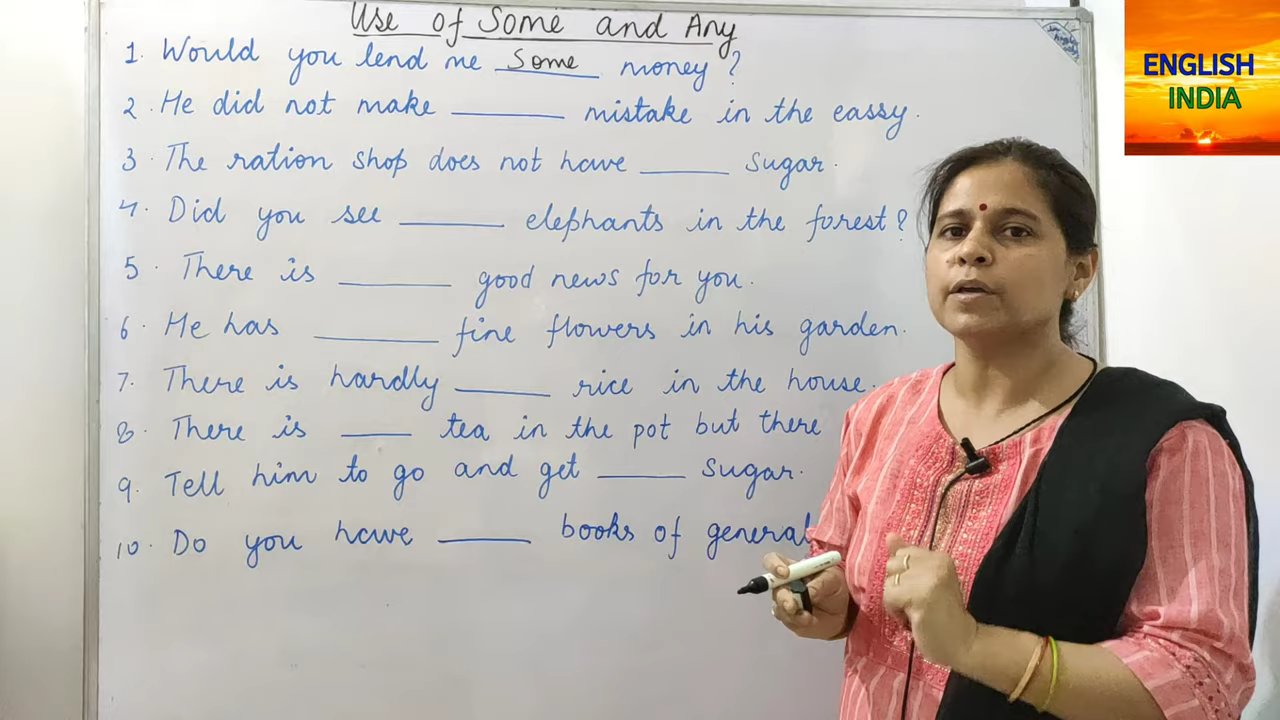 Use of Some and Any
1. Would you lend me Some money?
2. He did not make ______ mistake in the eassy.
3. The ration shop does not have ______ sugar.
4. Did you see ______ elephants in the forest?
5. There is ______ good news for you.
6. He has ______ fine flowers in his garden.
7. There is hardly ______ rice in the house.
8. There is ______ tea in the pot but there
9. Tell him to go and get ______ sugar.
10. Do you have ______ books of general
ENGLISH
INDIA